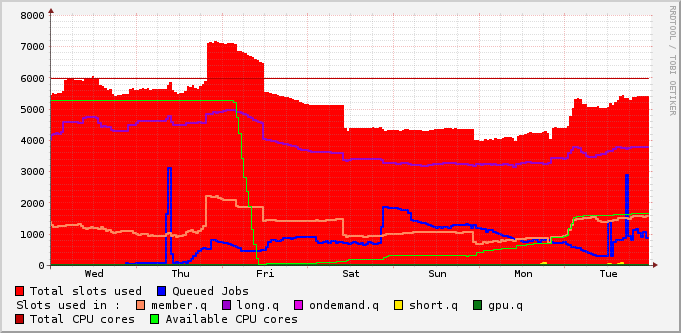 8000
7000
6000
5000
4000
3000
2000
1000
0
Wed Thu Fri Sat Sun Mon Tue
RRDTOOL / TOBI OETIKER
Total slots used Queued Jobs
Slots used in : member.q long.q ondemand.q short.q gpu.q
Total CPU cores Available CPU cores